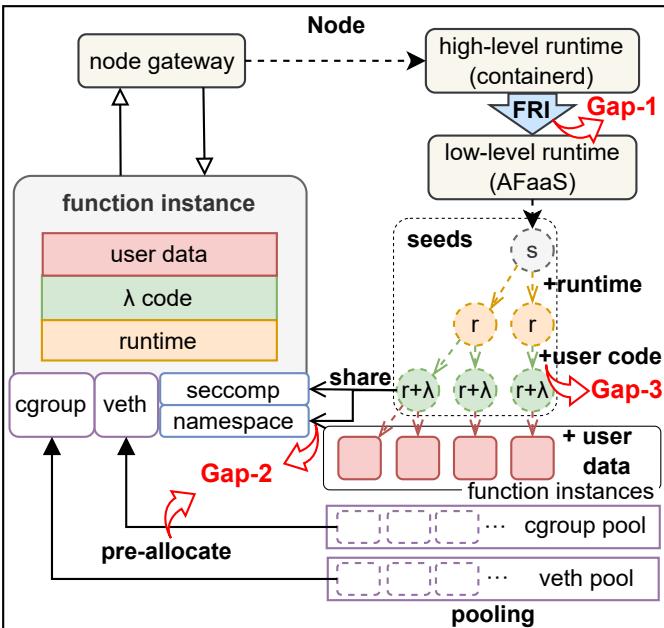 Node
node gateway
high-level runtime
(containerd)
FRI
Gap-1
low-level runtime
(AFaaS)
function instance
user data
λ code
runtime
cgroup
veth
seccomp
namespace
seeds
s
+runtime
r
r
+user code
share
r+λ
r+λ
r+λ
Gap-3
Gap-2
+ user
data
function instances
pre-allocate
... cgroup pool
... veth pool
pooling